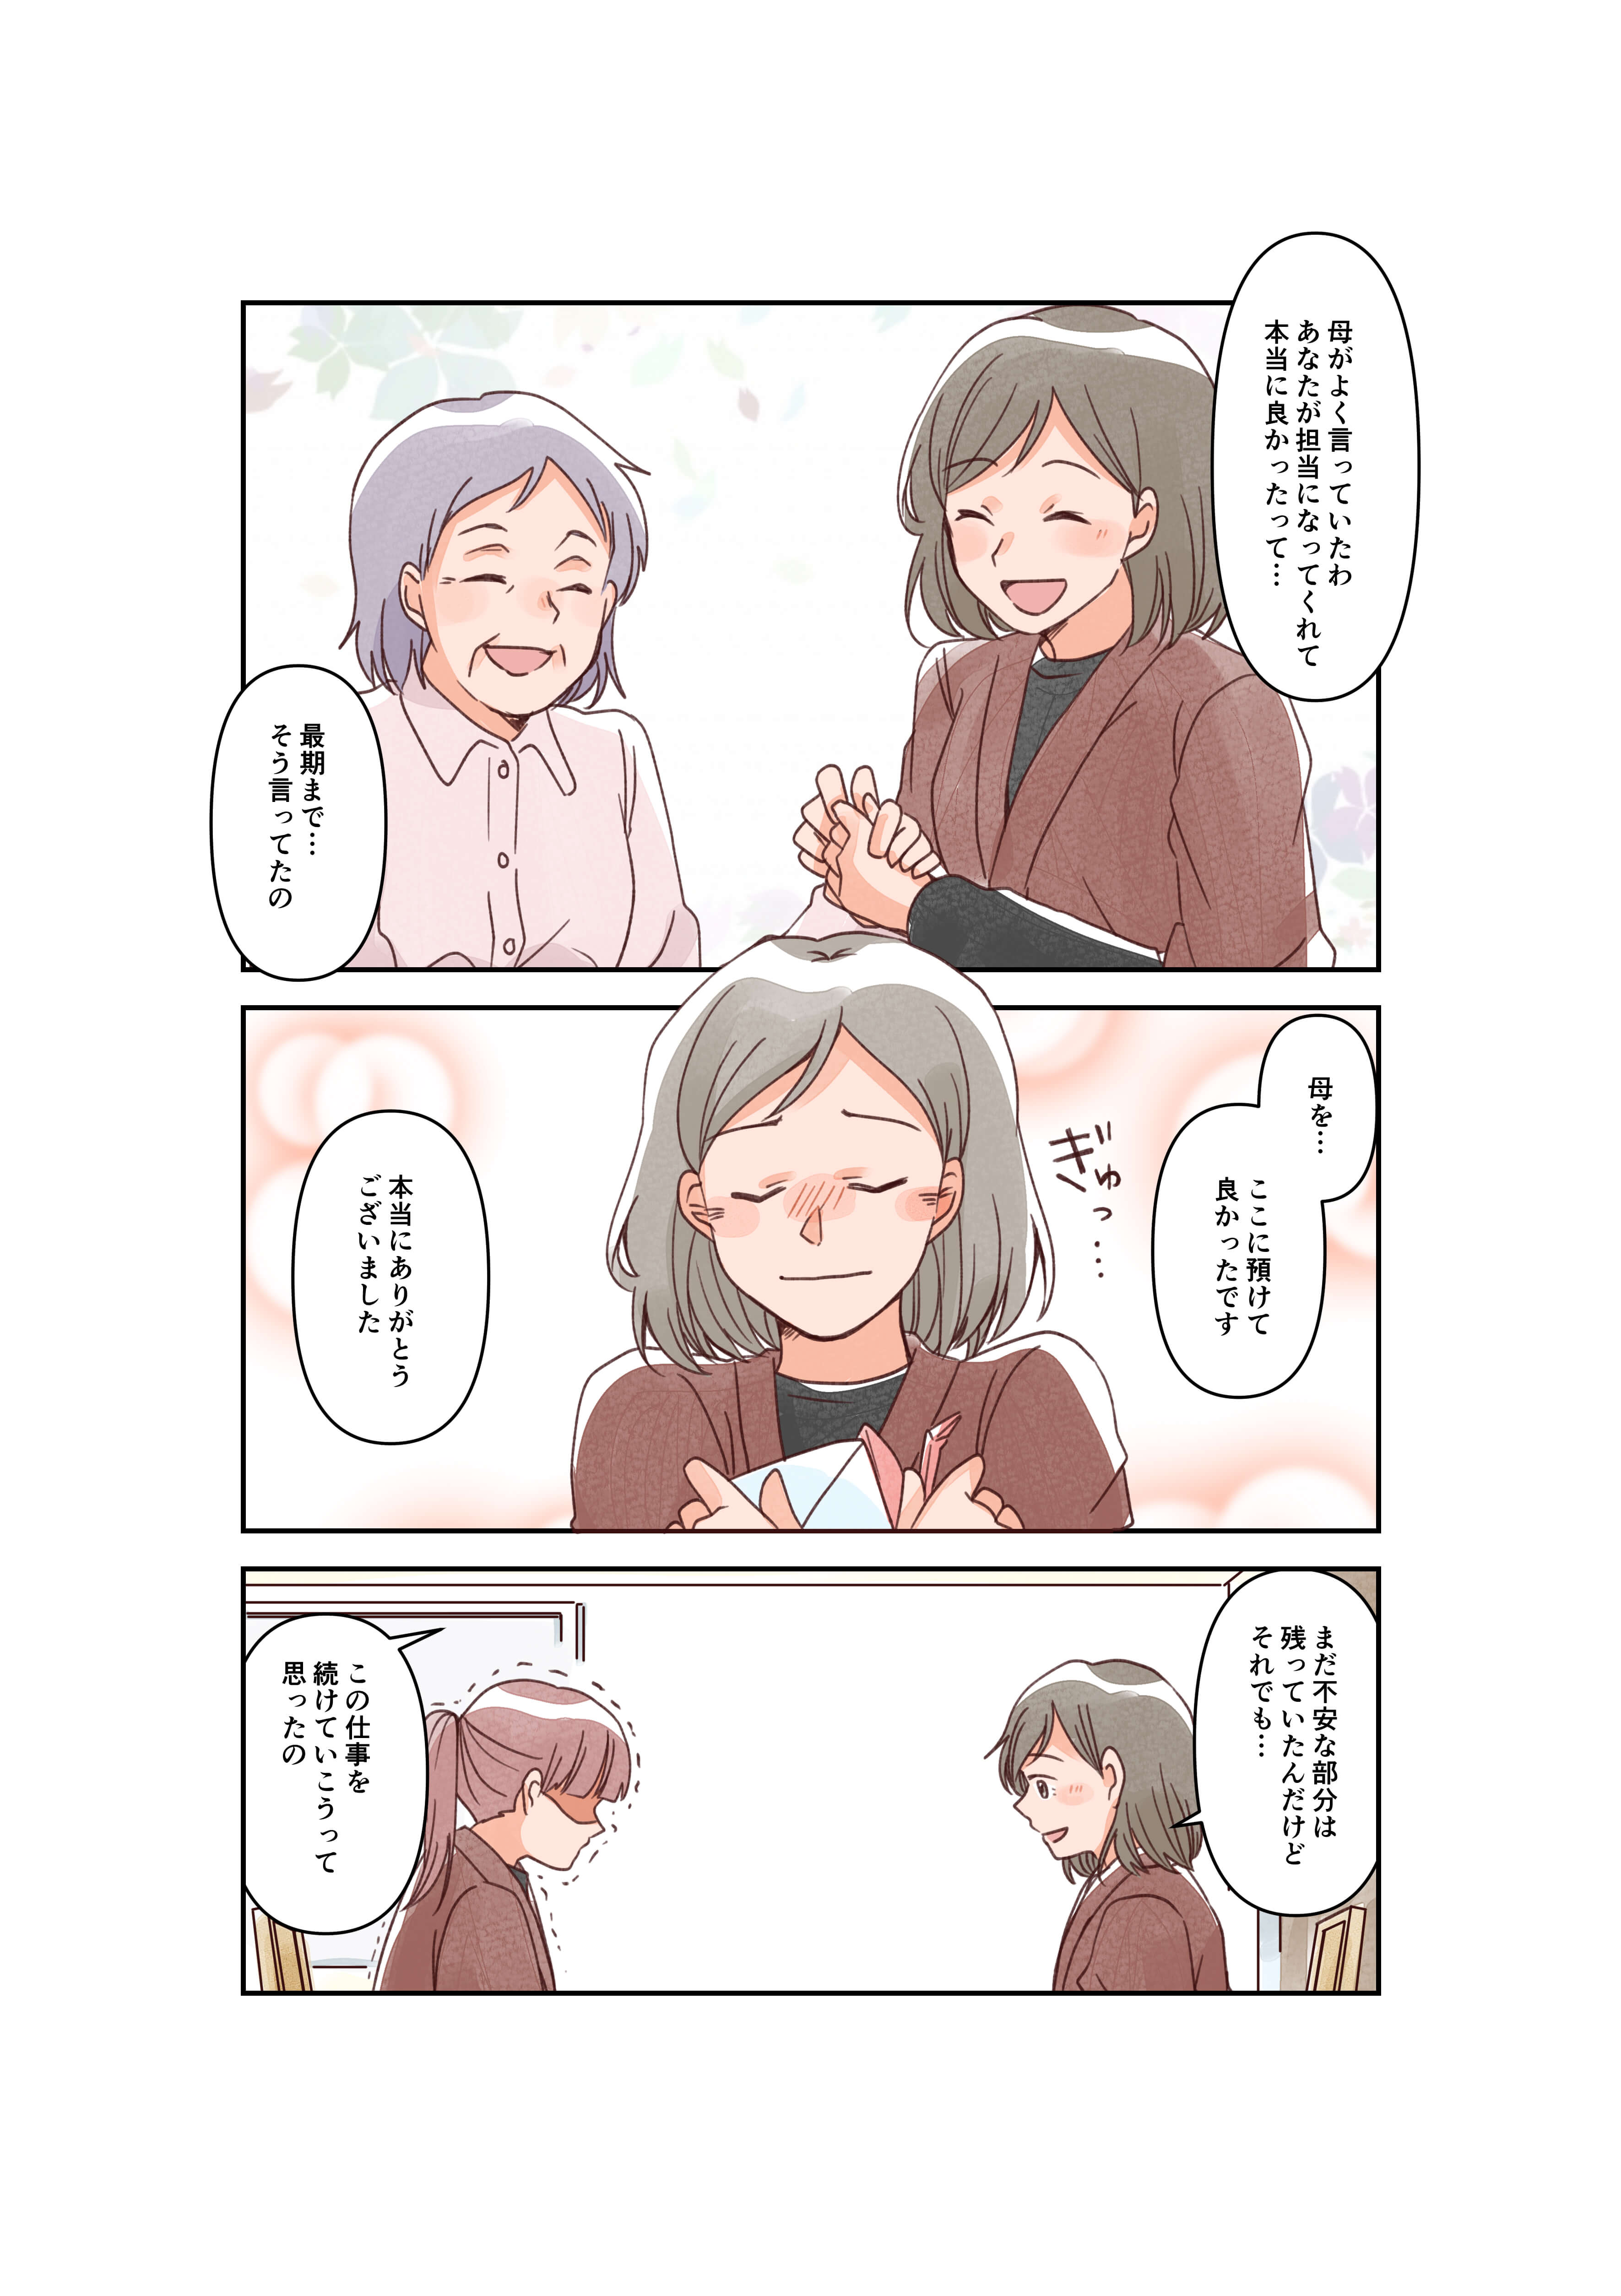 母がよく言っていたわ
あなたが担当になってくれて
本当に良かったって…
最期まで…
そう言ってたの
母を…
ここに預けて
良かったです
ぎゅっ…
本当にありがとう
ございました
まだ不安な部分は
残っていたんだけど
それでも…
この仕事を
続けていこうって
思ったの